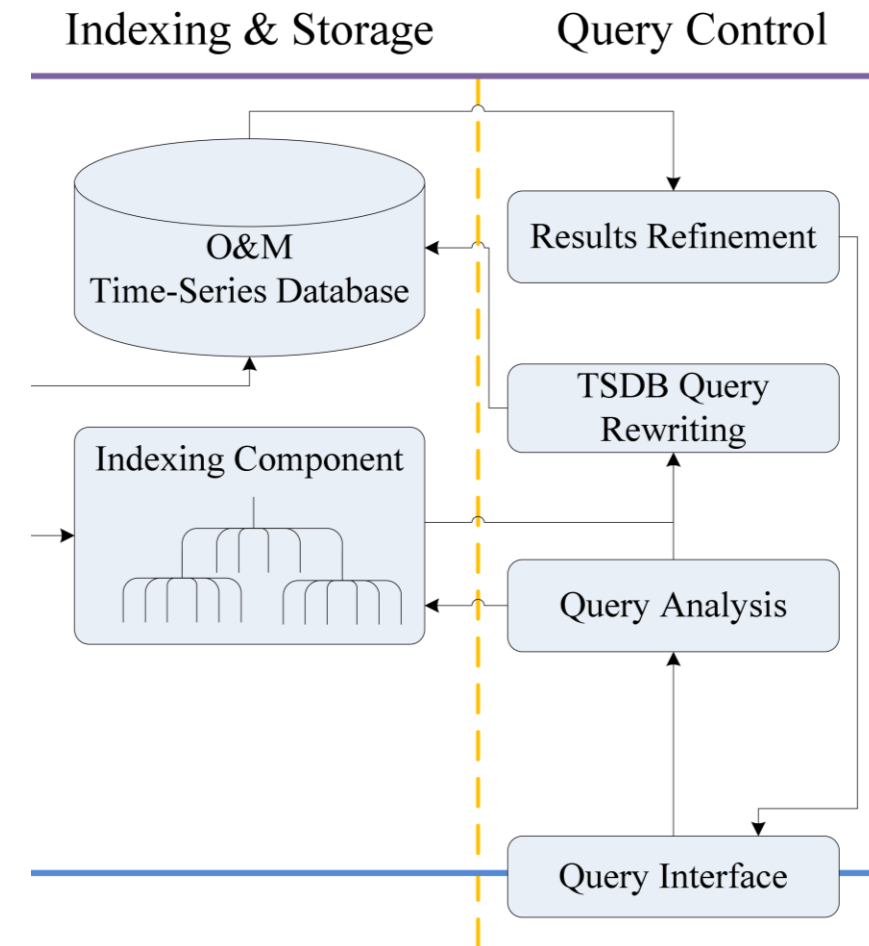 Indexing & Storage
Query Control
O&M
Time-Series Database
Results Refinement
TSDB Query
Rewriting
Indexing Component
Query Analysis
Query Interface